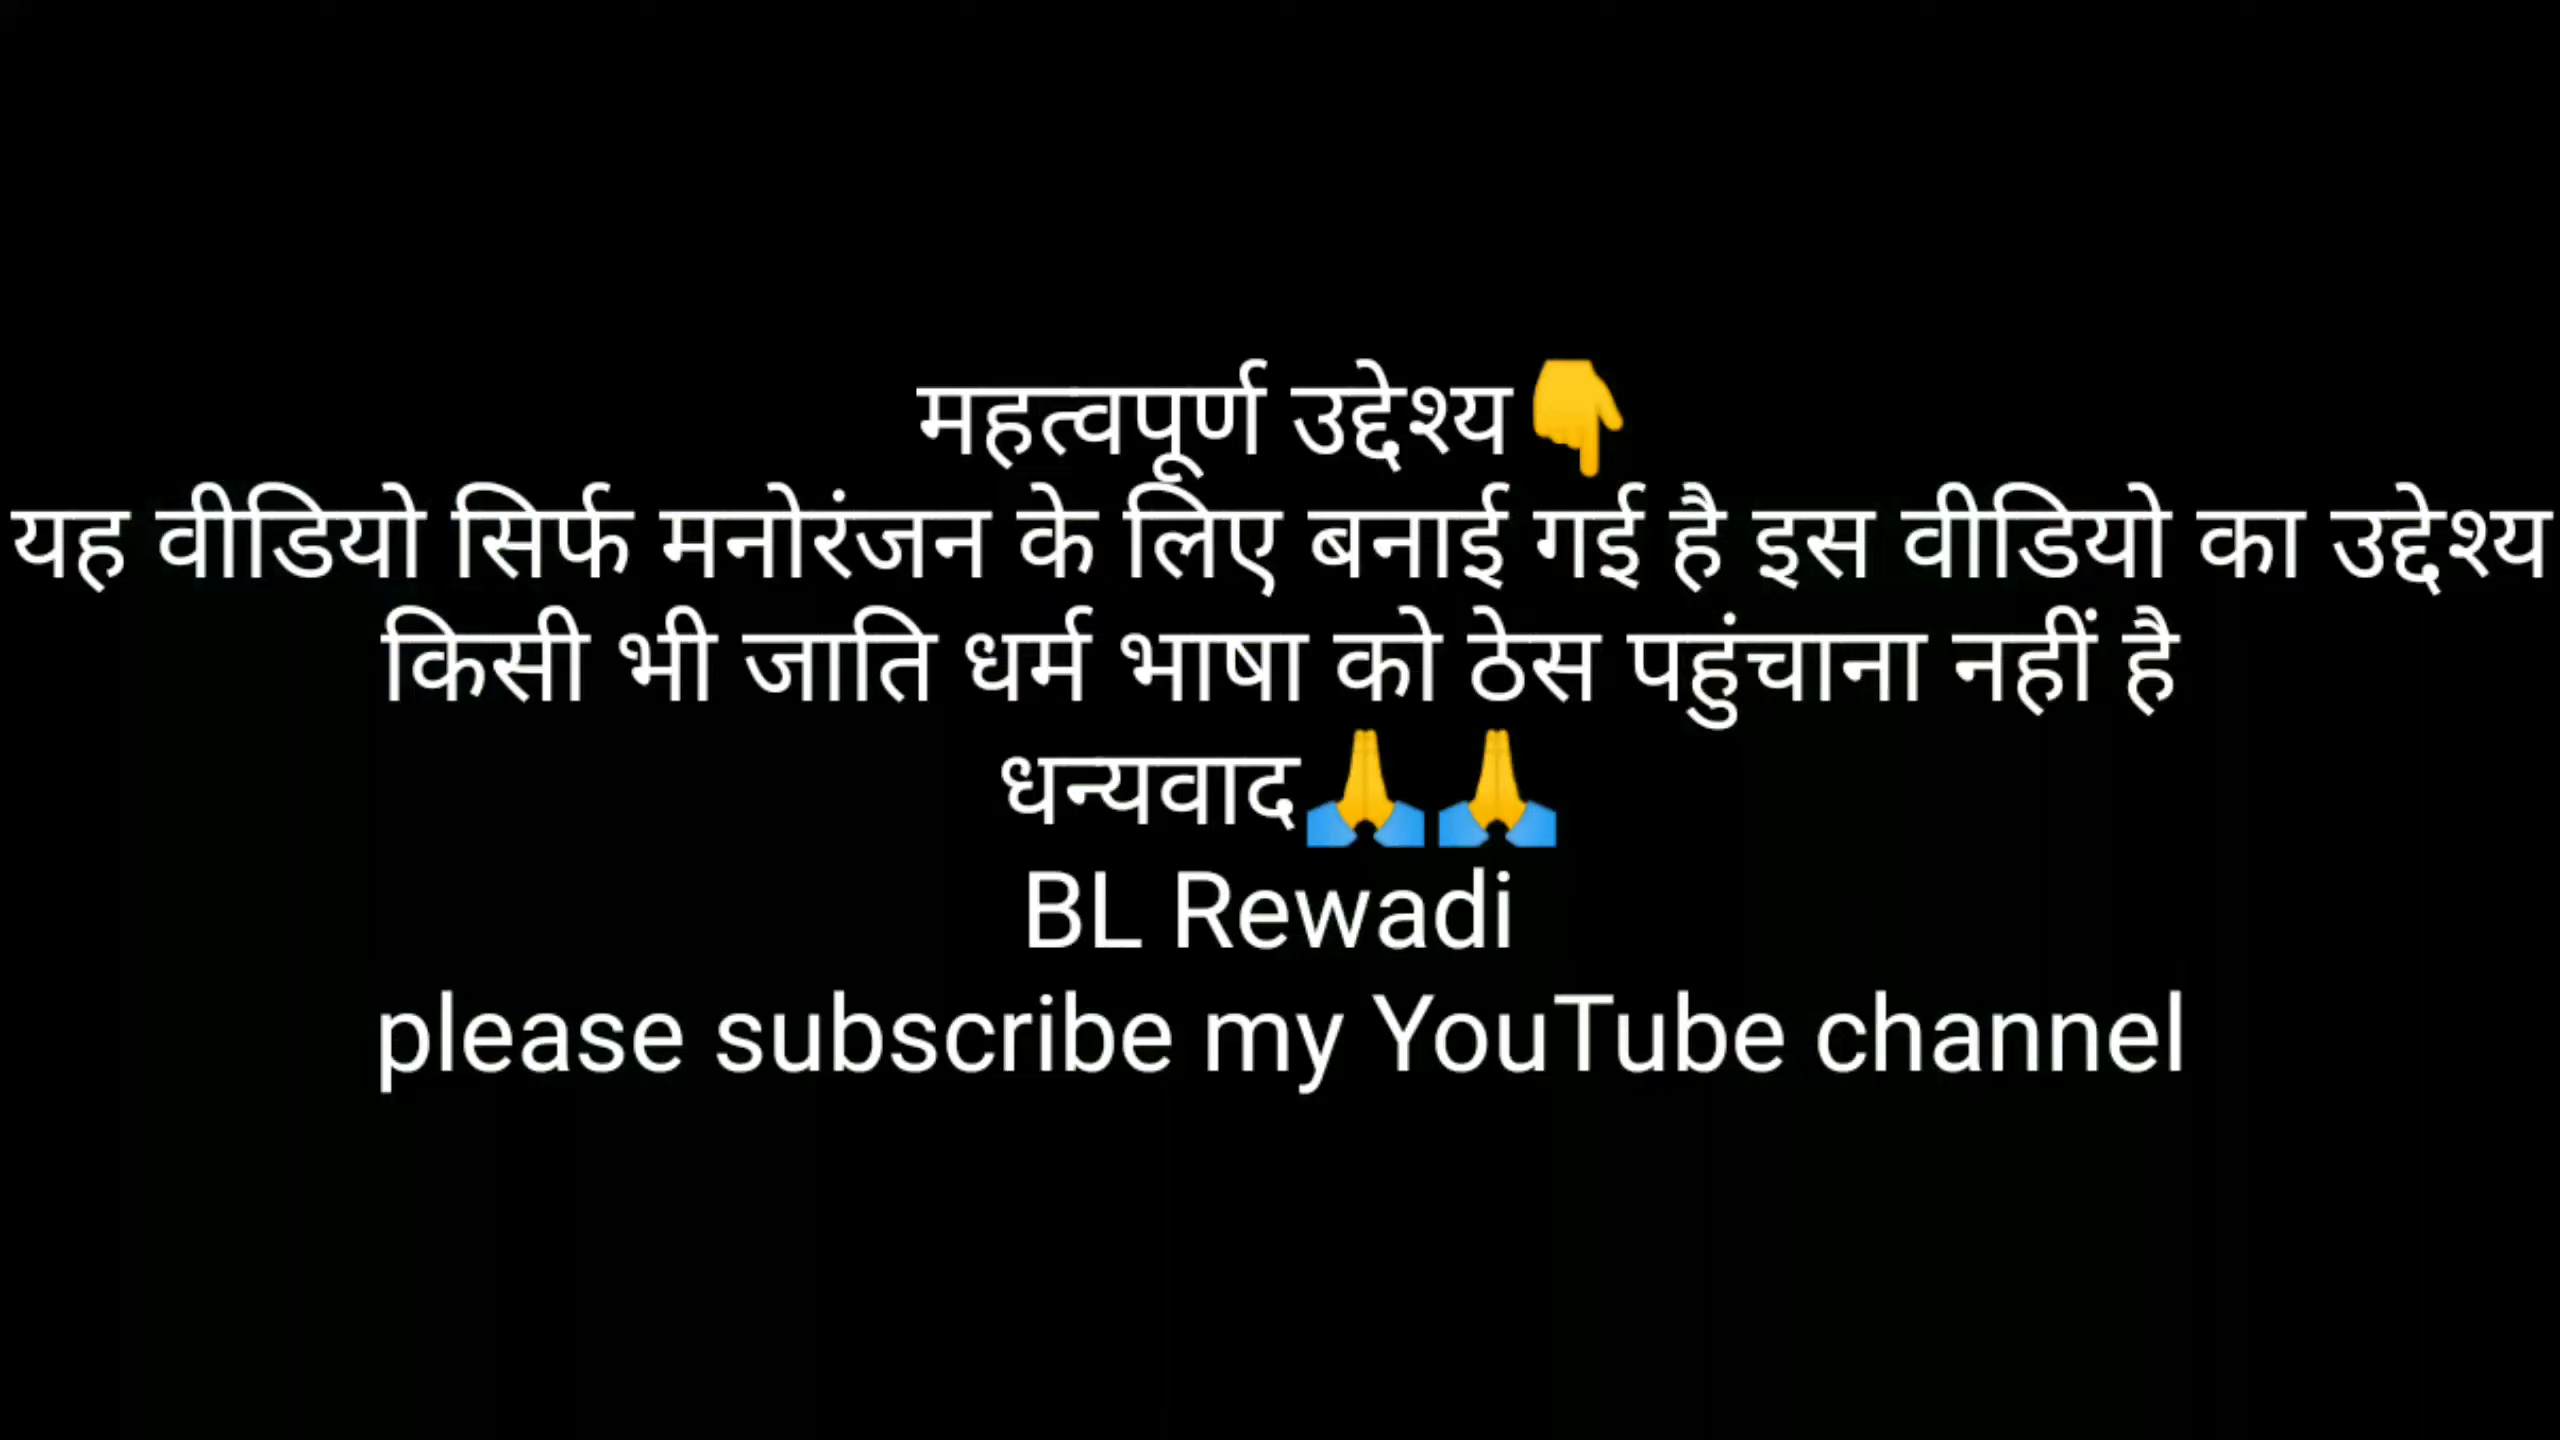 महत्वपूर्ण उद्देश्य👇
यह वीडियो सिर्फ मनोरंजन के लिए बनाई गई है इस वीडियो का उद्देश्य
किसी भी जाति धर्म भाषा को ठेस पहुंचाना नहीं है
धन्यवाद🙏🙏
BL Rewadi
please subscribe my YouTube channel